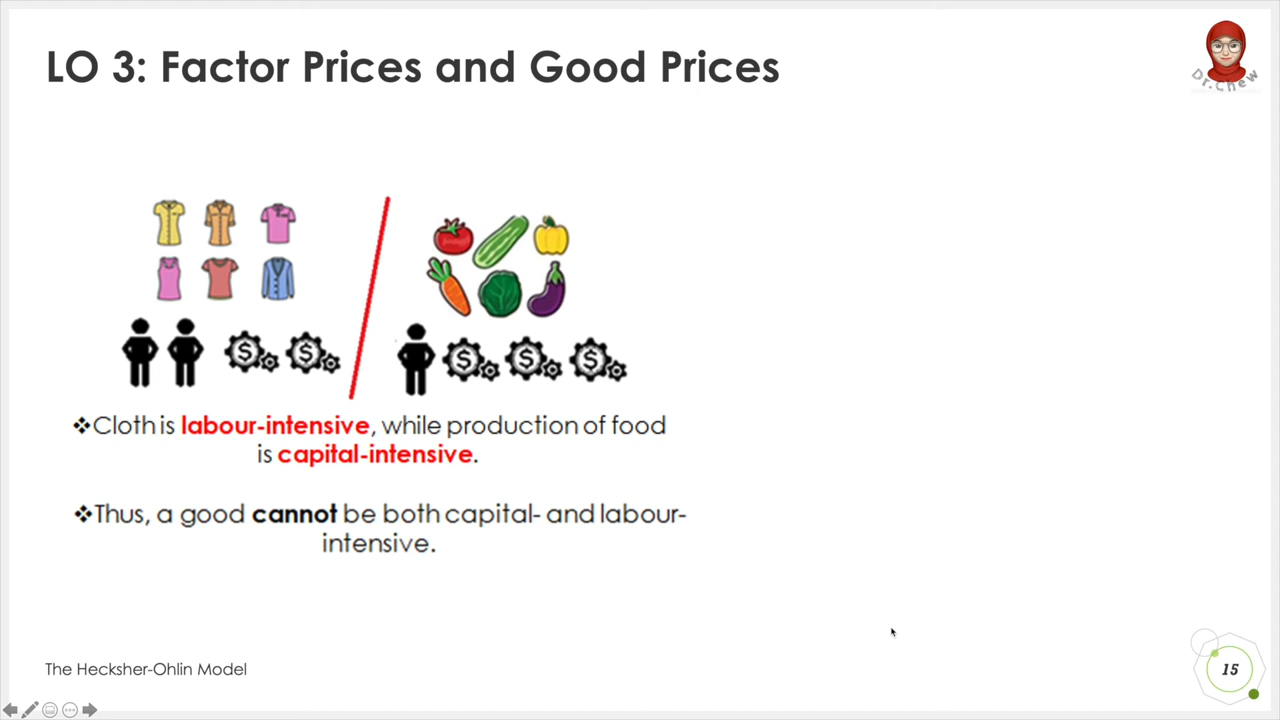 LO 3: Factor Prices and Good Prices
Dr.Chew
$ $
$ $ $
❖Cloth is labour-intensive, while production of food
is capital-intensive.
❖Thus, a good cannot be both capital- and labour-
intensive.
The Hecksher-Ohlin Model
15